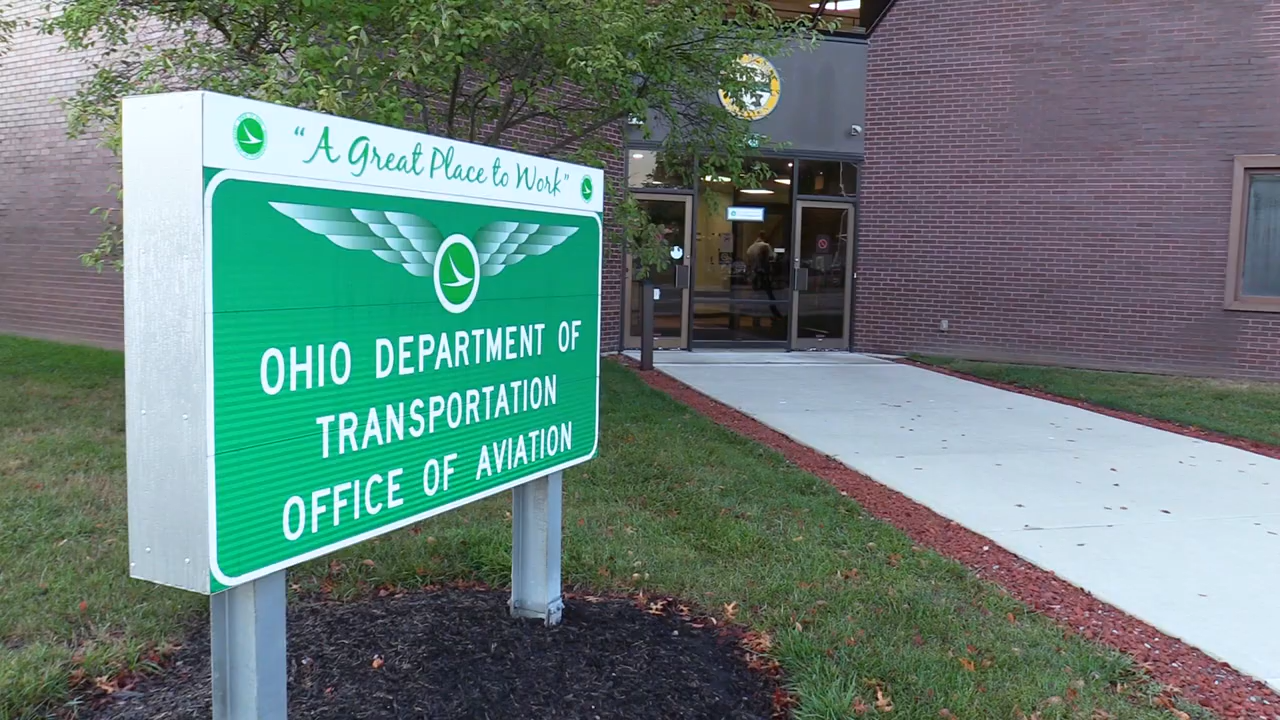 “A Great Place to Work”
OHIO DEPARTMENT OF
TRANSPORTATION
OFFICE OF AVIATION